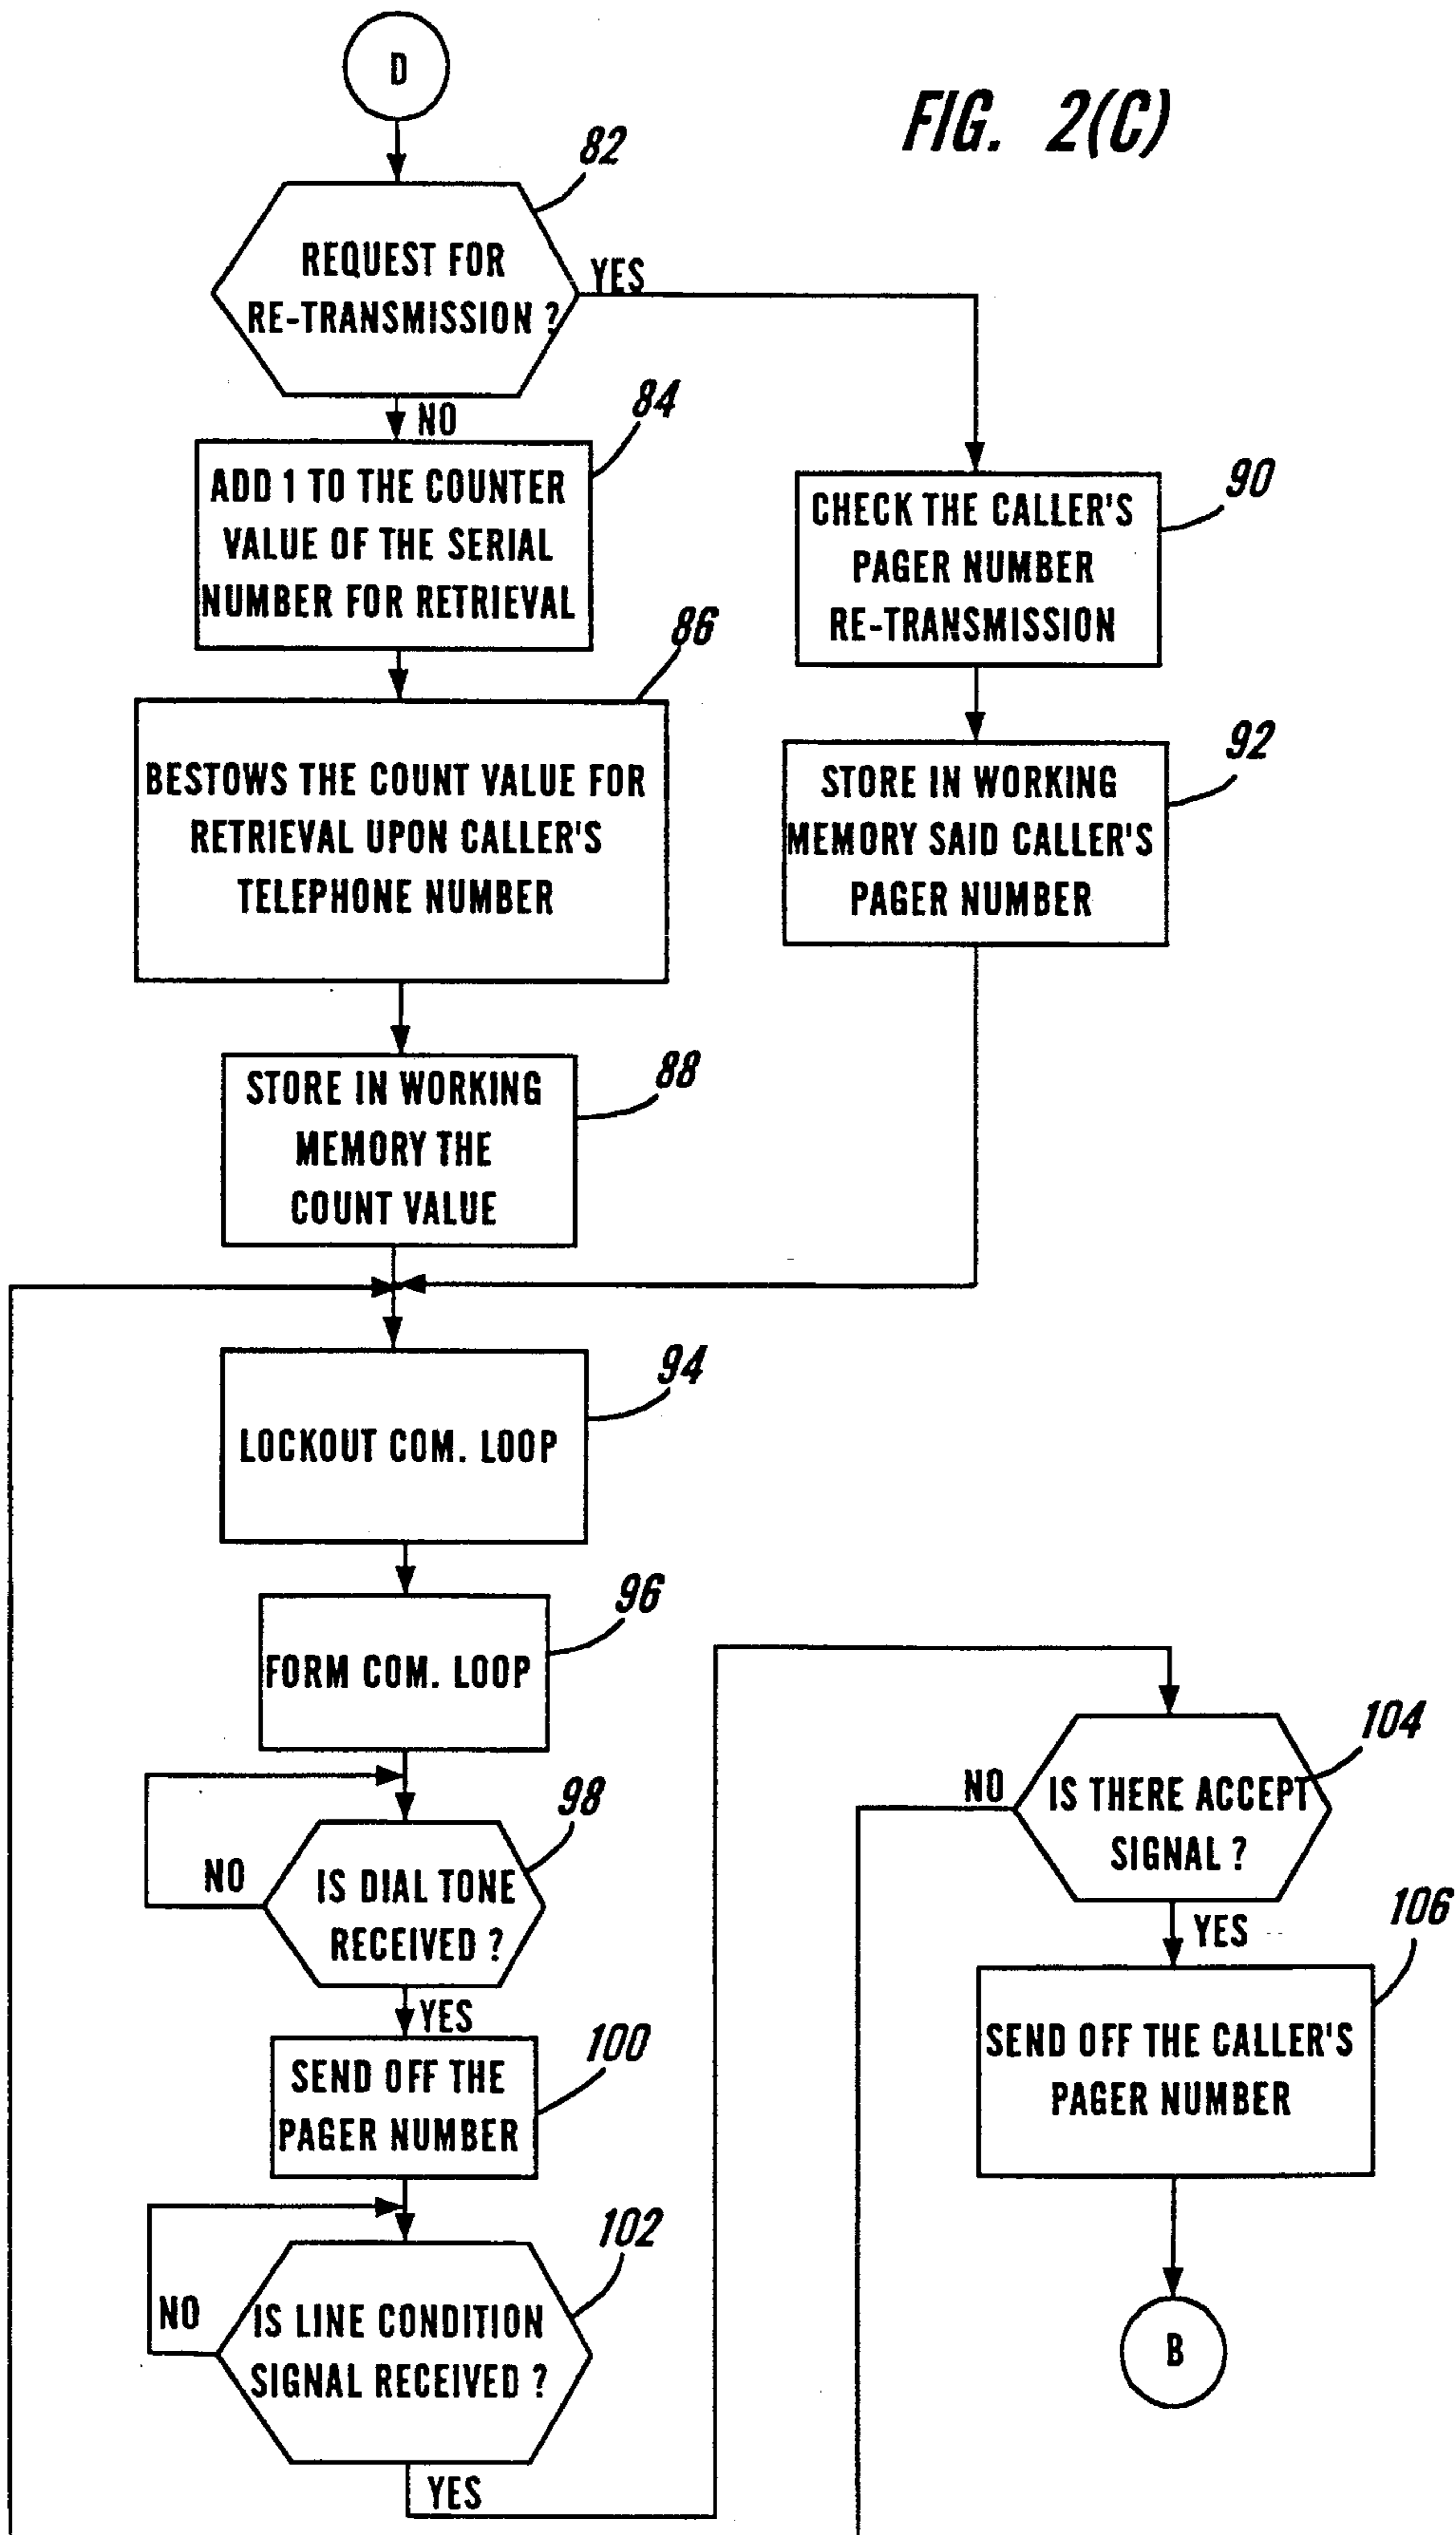 D
FIG. 2(C)
82
REQUEST FOR
RE-TRANSMISSION ?
YES
NO
84
ADD 1 TO THE COUNTER
VALUE OF THE SERIAL
NUMBER FOR RETRIEVAL
90
CHECK THE CALLER'S
PAGER NUMBER
RE-TRANSMISSION
86
BESTOWS THE COUNT VALUE FOR
RETRIEVAL UPON CALLER'S
TELEPHONE NUMBER
92
STORE IN WORKING
MEMORY SAID CALLER'S
PAGER NUMBER
88
STORE IN WORKING
MEMORY THE
COUNT VALUE
94
LOCKOUT COM. LOOP
96
FORM COM. LOOP
98
NO
IS DIAL TONE
RECEIVED ?
YES
100
SEND OFF THE
PAGER NUMBER
102
NO
IS LINE CONDITION
SIGNAL RECEIVED ?
YES
104
NO
IS THERE ACCEPT
SIGNAL ?
YES
106
SEND OFF THE CALLER'S
PAGER NUMBER
B